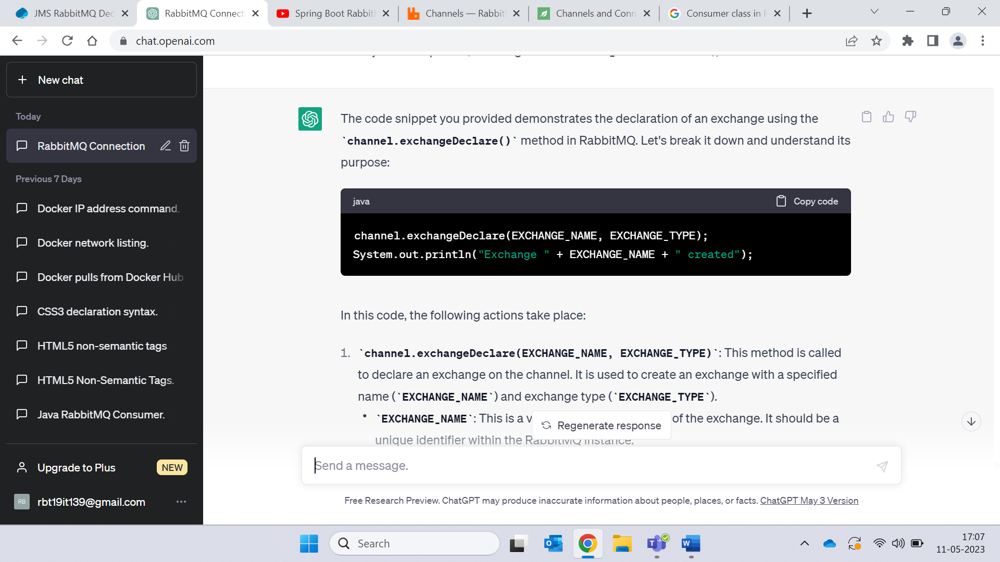 JMS RabbitMQ Dec
RabbitMQ Connect
Spring Boot Rabbit
Channels — Rabbit
Channels and Conn
Consumer class in
chat.openai.com
New chat
Today
RabbitMQ Connection
Previous 7 Days
Docker IP address command.
Docker network listing.
Docker pulls from Docker Hub
CSS3 declaration syntax.
HTML5 non-semantic tags
HTML5 Non-Semantic Tags.
Java RabbitMQ Consumer.
Upgrade to Plus NEW
RB rbt19it139@gmail.com
The code snippet you provided demonstrates the declaration of an exchange using the
`channel.exchangeDeclare()` method in RabbitMQ. Let's break it down and understand its
purpose:
java Copy code
channel.exchangeDeclare(EXCHANGE_NAME, EXCHANGE_TYPE);
System.out.println("Exchange " + EXCHANGE_NAME + " created");
In this code, the following actions take place:
1. `channel.exchangeDeclare(EXCHANGE_NAME, EXCHANGE_TYPE)`: This method is called
to declare an exchange on the channel. It is used to create an exchange with a specified
name (`EXCHANGE_NAME`) and exchange type (`EXCHANGE_TYPE`).
• `EXCHANGE_NAME`: This is a v of the exchange. It should be a
Regenerate response
unique identifier within the RabbitMQ instance.
Send a message.
Free Research Preview. ChatGPT may produce inaccurate information about people, places, or facts. ChatGPT May 3 Version
Search
17:07
11-05-2023